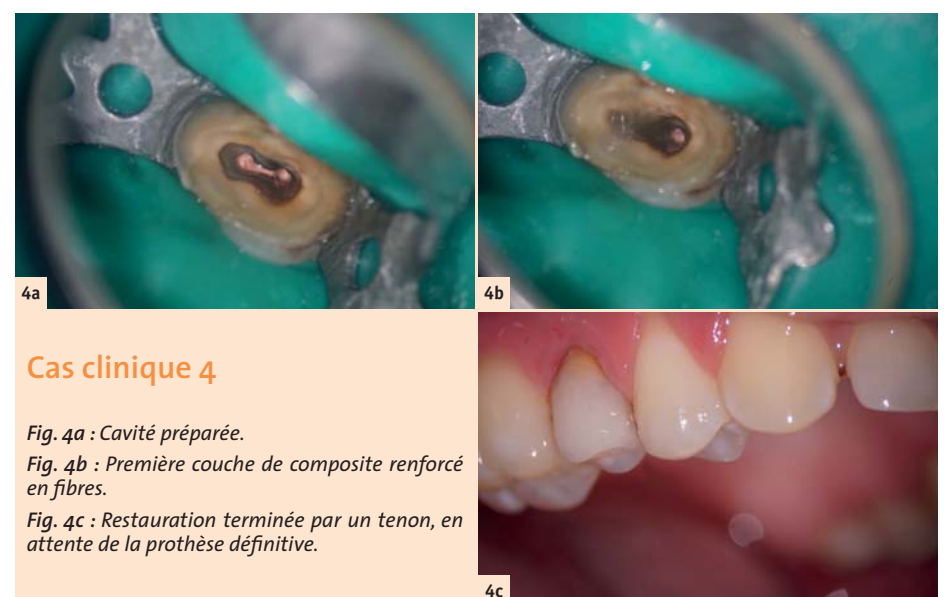 4a
4b
Cas clinique 4
Fig. 4a : Cavité préparée.
Fig. 4b : Première couche de composite renforcé
en fibres.
Fig. 4c : Restauration terminée par un tenon, en
attente de la prothèse définitive.
4c